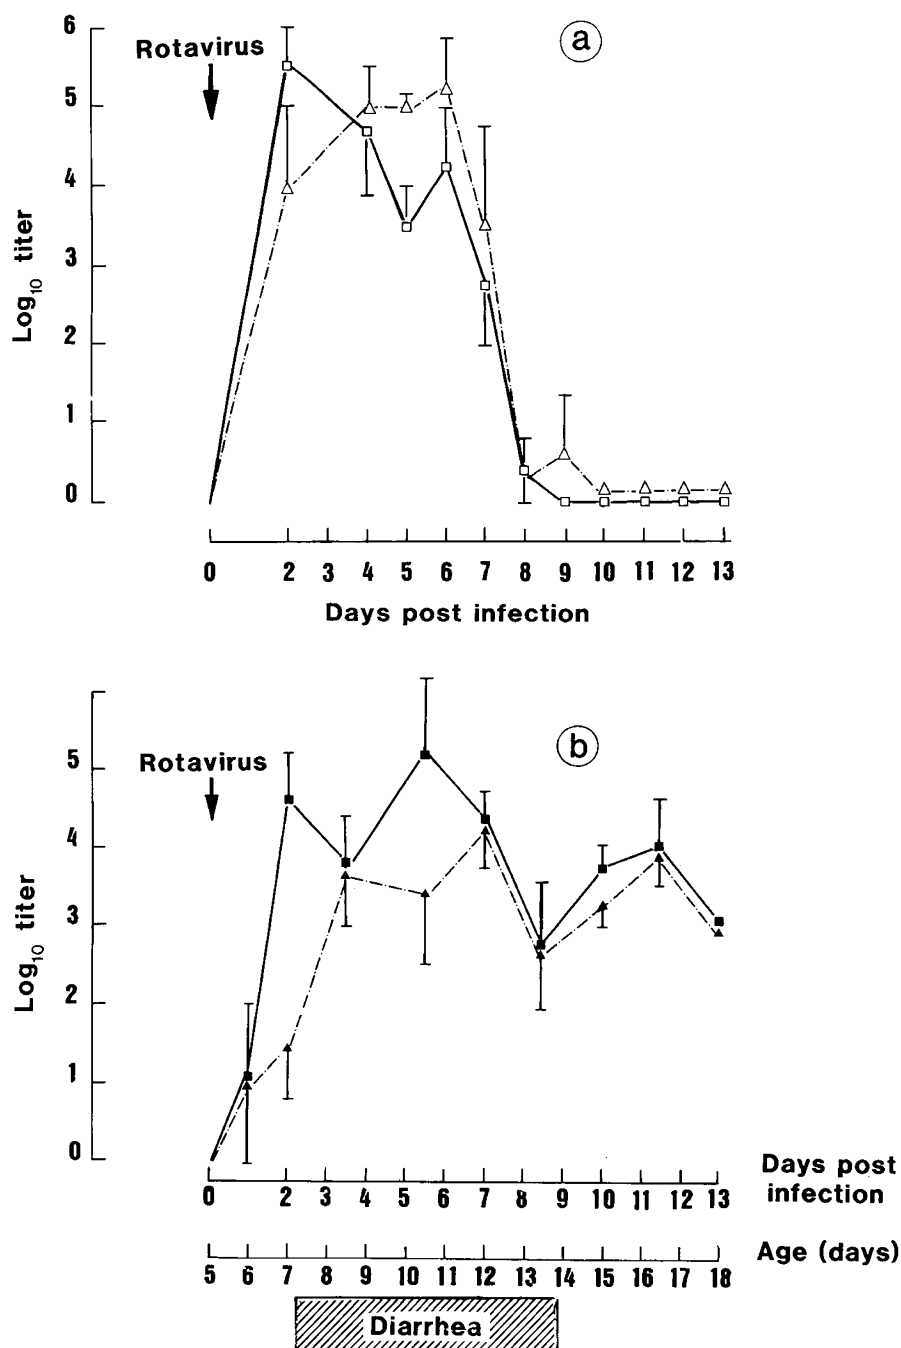 a
6
5
4
3
2
1
0
Log10 titer
Rotavirus
0 2 3 4 5 6 7 8 9 10 11 12 13
Days post infection
b
5
4
3
2
1
0
Log10 titer
Rotavirus
0 2 3 4 5 6 7 8 9 10 11 12 13
Days post
infection
5 6 7 8 9 10 11 12 13 14 15 16 17 18
Age (days)
Diarrhea